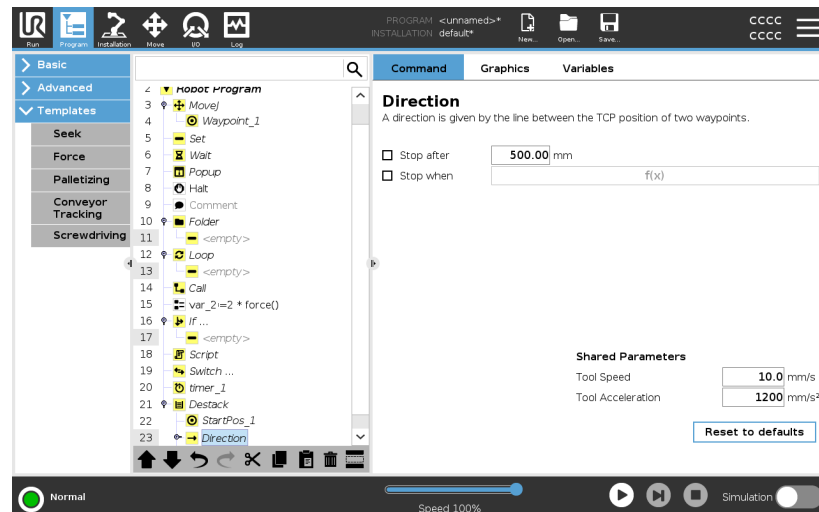 PROGRAM <unnamed>*
INSTALLATION default*
CCCC
CCCC
Run
Program
Installation
Move
I/O
Log
New...
Open...
Save...
Basic
Advanced
Templates
Seek
Force
Palletizing
Conveyor
Tracking
Screwdriving
2 Robot Program
3 MoveJ
4 Waypoint_1
5 Set
6 Wait
7 Popup
8 Halt
9 Comment
10 Folder
11 <empty>
12 Loop
13 <empty>
14 Call
15 var_2≔2 * force()
16 If ...
17 <empty>
18 Script
19 Switch ...
20 timer_1
21 Destack
22 StartPos_1
23 Direction
Command
Graphics
Variables
Direction
A direction is given by the line between the TCP position of two waypoints.
Stop after 500.00 mm
Stop when f(x)
Shared Parameters
Tool Speed 10.0 mm/s
Tool Acceleration 1200 mm/s²
Reset to defaults
Normal
Speed 100%
Simulation